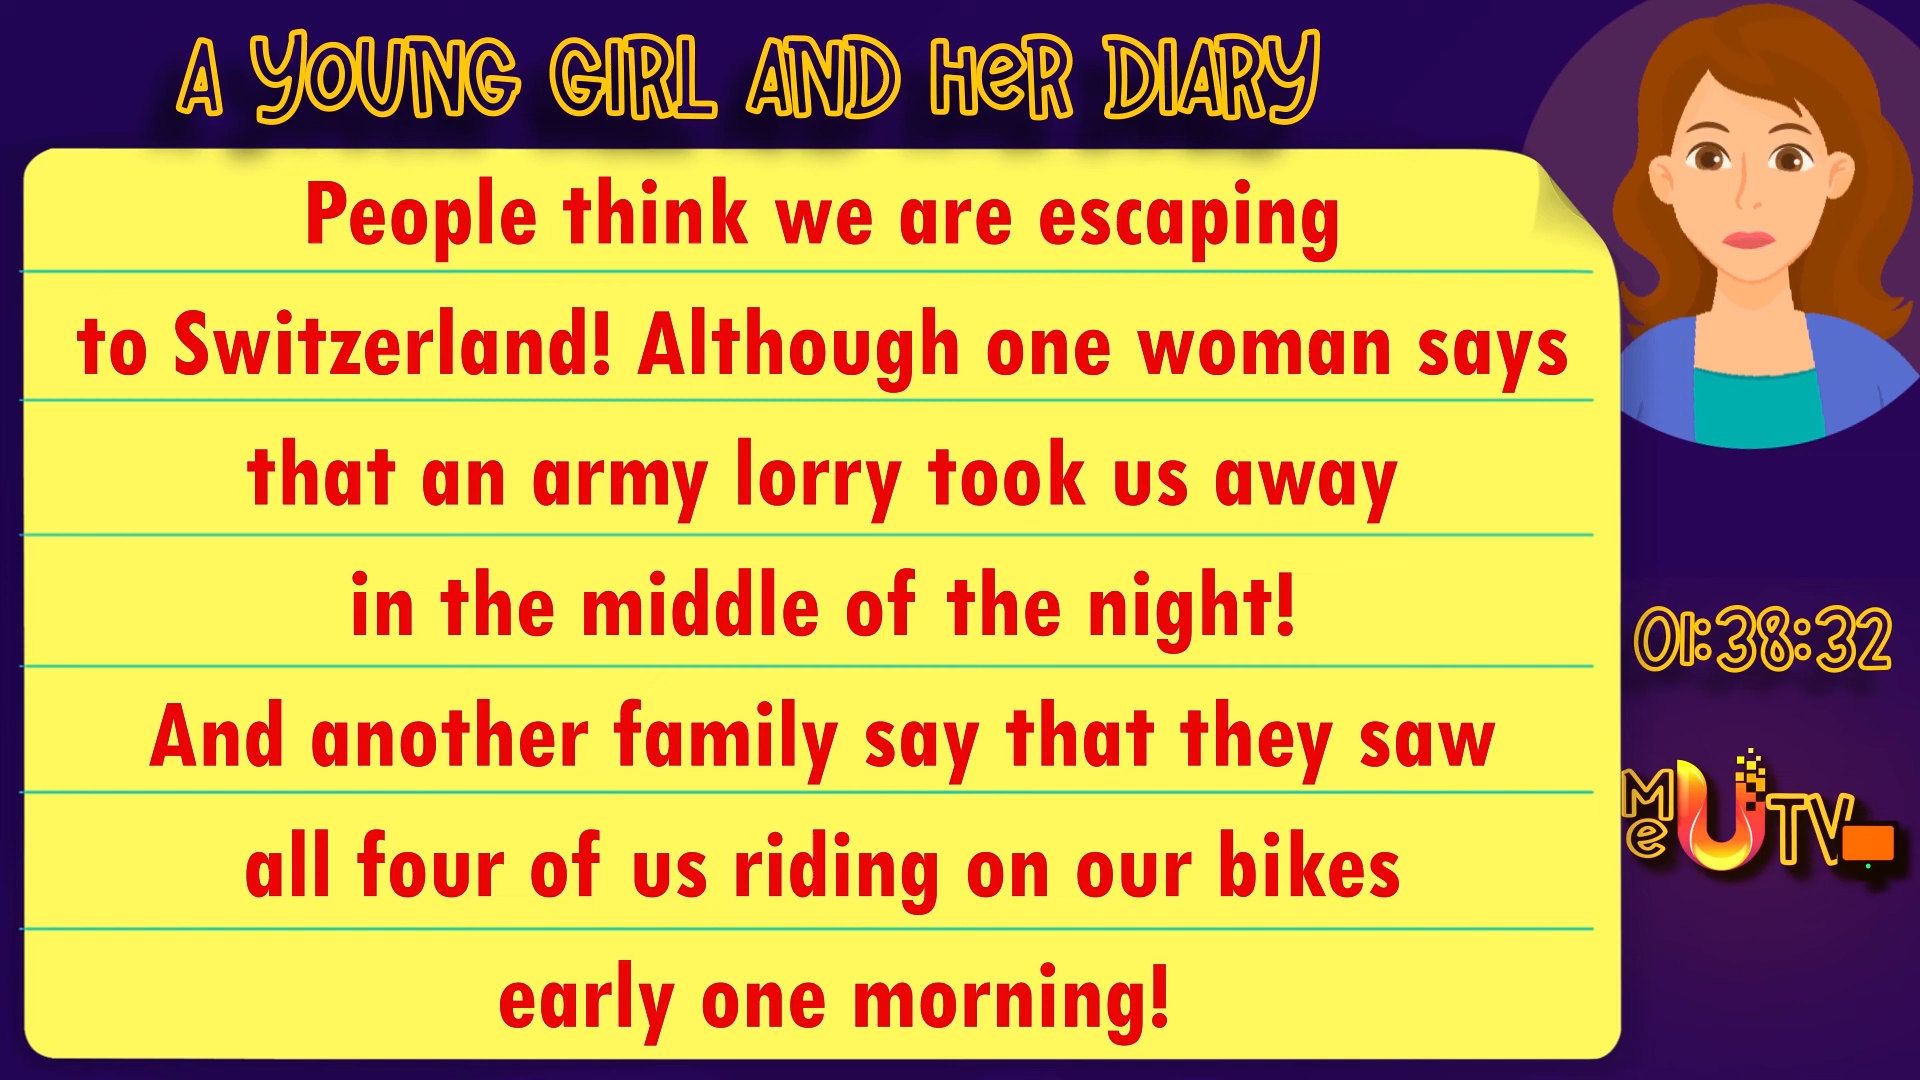 A YOUNG GIRL AND HeR DIARY
People think we are escaping
to Switzerland! Although one woman says
that an army lorry took us away
in the middle of the night!
And another family say that they saw
all four of us riding on our bikes
early one morning!
01:38:32
Me U TV